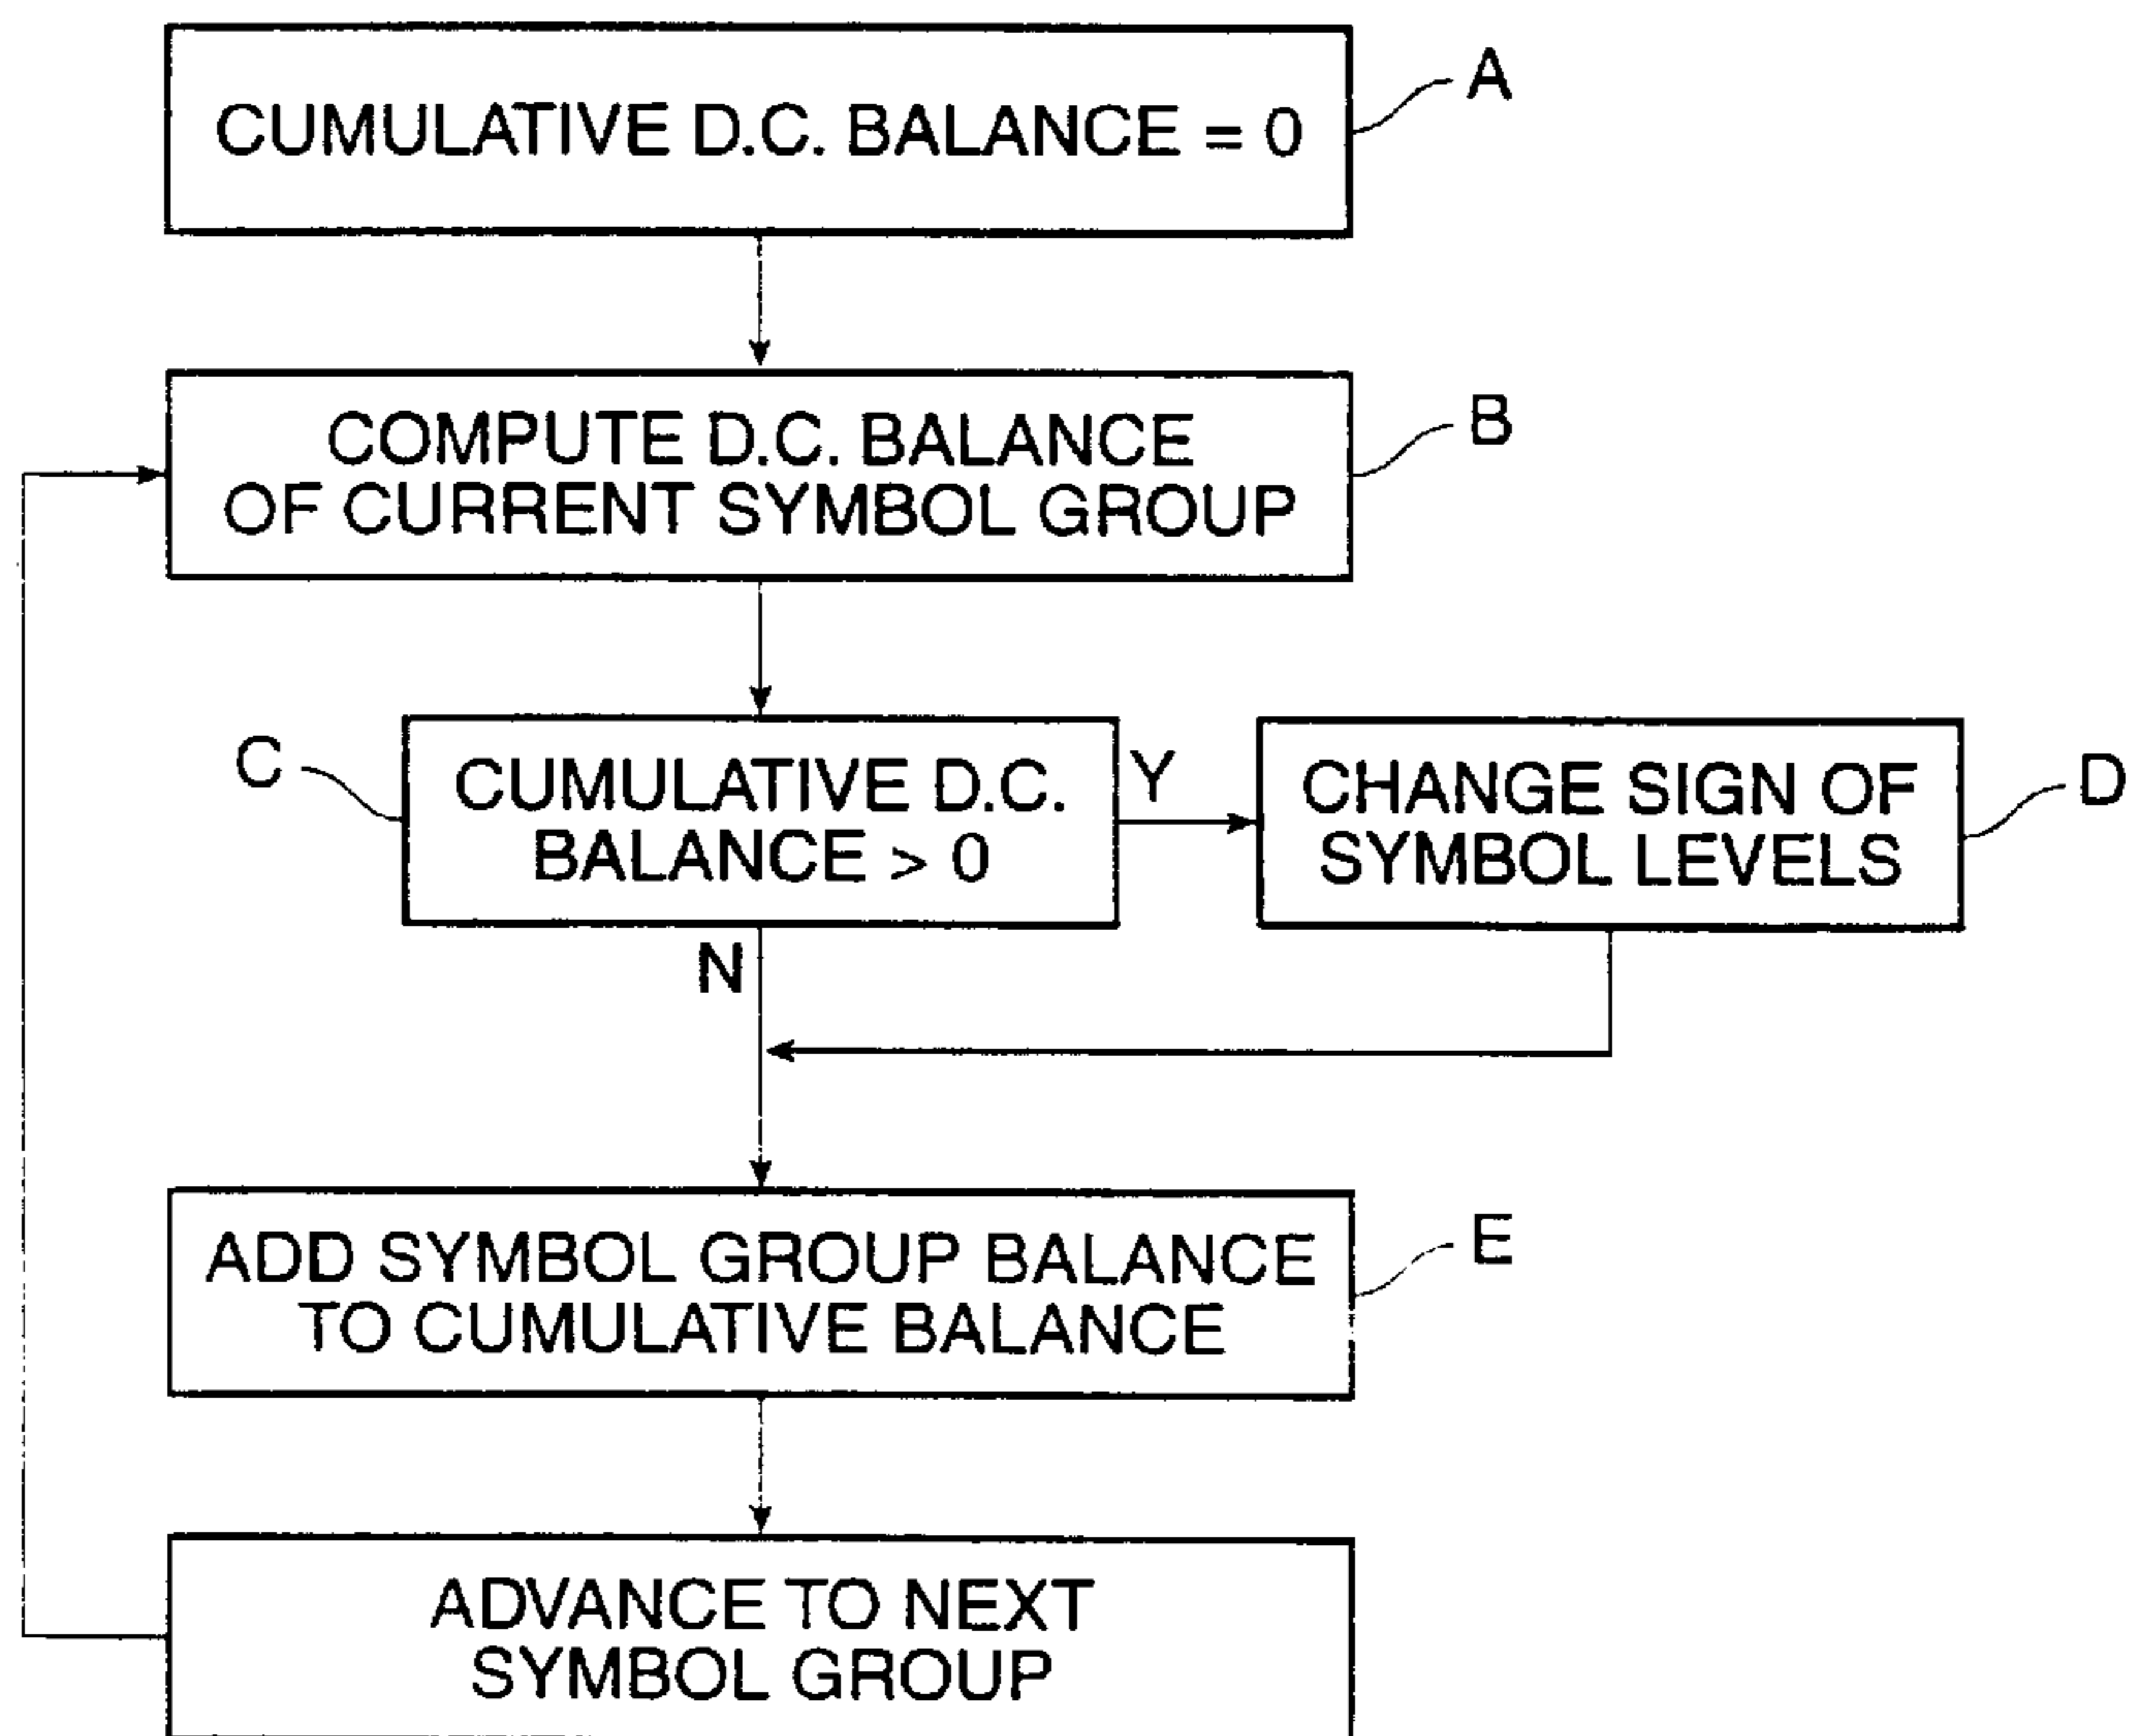 CUMULATIVE D.C. BALANCE = 0
A
COMPUTE D.C. BALANCE
OF CURRENT SYMBOL GROUP
B
C
CUMULATIVE D.C.
BALANCE > 0
Y
CHANGE SIGN OF
SYMBOL LEVELS
D
N
ADD SYMBOL GROUP BALANCE
TO CUMULATIVE BALANCE
E
ADVANCE TO NEXT
SYMBOL GROUP